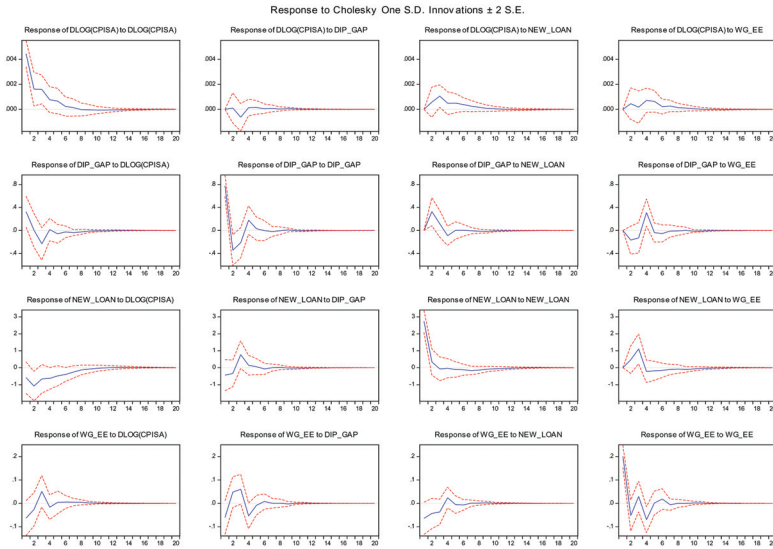 Response to Cholesky One S.D. Innovations ± 2 S.E.
Response of DLOG(CPISA) to DLOG(CPISA)
Response of DLOG(CPISA) to DIP_GAP
Response of DLOG(CPISA) to NEW_LOAN
Response of DLOG(CPISA) to WG_EE
.004 .004 .004 .004
.002 .002 .002 .002
.000 .000 .000 .000
2 4 6 8 10 12 14 16 18 20
2 4 6 8 10 12 14 16 18 20
2 4 6 8 10 12 14 16 18 20
2 4 6 8 10 12 14 16 18 20
Response of DIP_GAP to DLOG(CPISA)
Response of DIP_GAP to DIP_GAP
Response of DIP_GAP to NEW_LOAN
Response of DIP_GAP to WG_EE
.8 .8 .8 .8
.4 .4 .4 .4
.0 .0 .0 .0
-.4 -.4 -.4 -.4
2 4 6 8 10 12 14 16 18 20
2 4 6 8 10 12 14 16 18 20
2 4 6 8 10 12 14 16 18 20
2 4 6 8 10 12 14 16 18 20
Response of NEW_LOAN to DLOG(CPISA)
Response of NEW_LOAN to DIP_GAP
Response of NEW_LOAN to NEW_LOAN
Response of NEW_LOAN to WG_EE
3 3 3 3
2 2 2 2
1 1 1 1
0 0 0 0
-1 -1 -1 -1
2 4 6 8 10 12 14 16 18 20
2 4 6 8 10 12 14 16 18 20
2 4 6 8 10 12 14 16 18 20
2 4 6 8 10 12 14 16 18 20
Response of WG_EE to DLOG(CPISA)
Response of WG_EE to DIP_GAP
Response of WG_EE to NEW_LOAN
Response of WG_EE to WG_EE
.2 .2 .2 .2
.1 .1 .1 .1
.0 .0 .0 .0
-.1 -.1 -.1 -.1
2 4 6 8 10 12 14 16 18 20
2 4 6 8 10 12 14 16 18 20
2 4 6 8 10 12 14 16 18 20
2 4 6 8 10 12 14 16 18 20